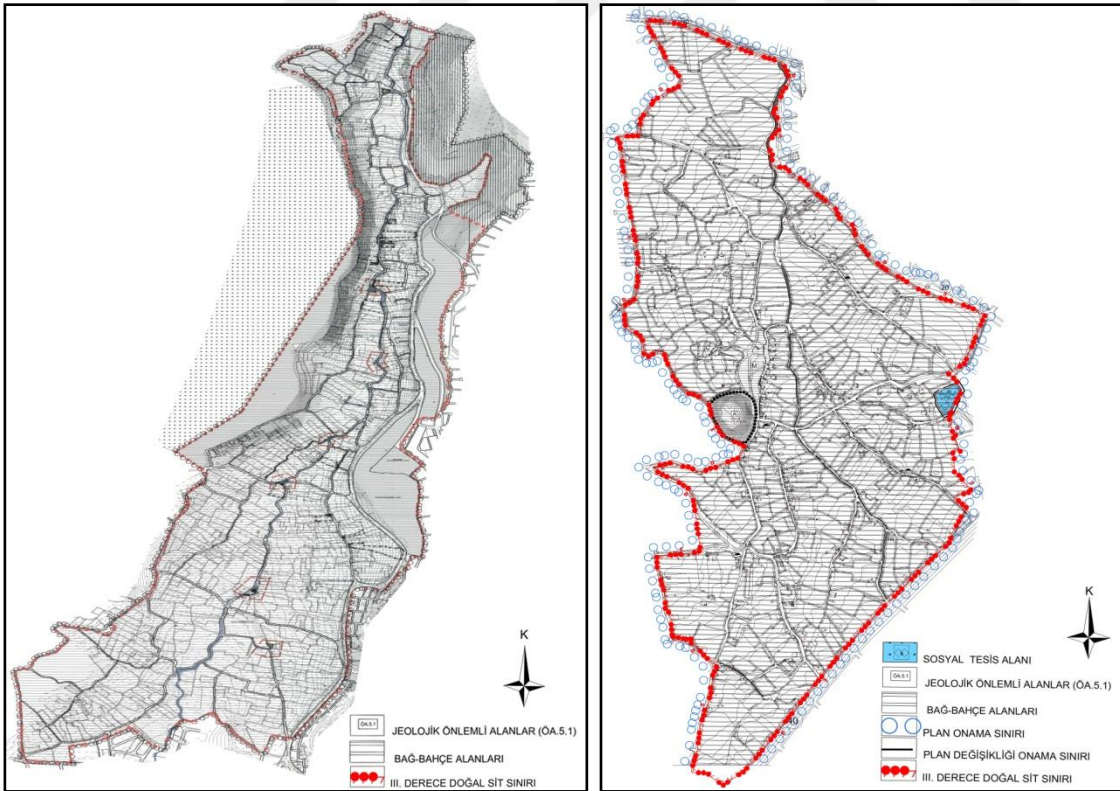 K
ÖA.5.1 JEOLOJİK ÖNLEMLİ ALANLAR (ÖA.5.1)
BAĞ-BAHÇE ALANLARI
III. DERECE DOĞAL SİT SINIRI
K
SOSYAL TESİS ALANI
ÖA.5.1 JEOLOJİK ÖNLEMLİ ALANLAR (ÖA.5.1)
BAĞ-BAHÇE ALANLARI
PLAN ONAMA SINIRI
PLAN DEĞİŞİKLİĞİ ONAMA SINIRI
III. DERECE DOĞAL SİT SINIRI